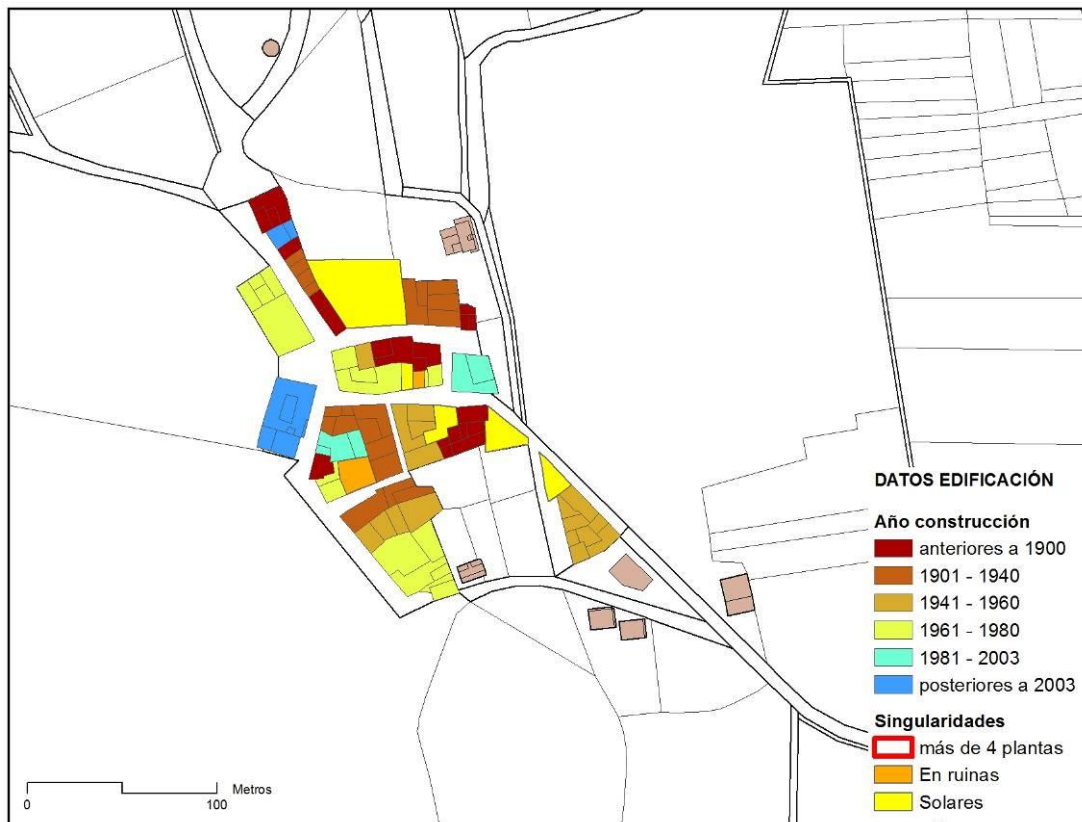 DATOS EDIFICACIÓN
Año construcción
anteriores a 1900
1901 - 1940
1941 - 1960
1961 - 1980
1981 - 2003
posteriores a 2003
Singularidades
más de 4 plantas
En ruinas
Solares
Metros
0 100